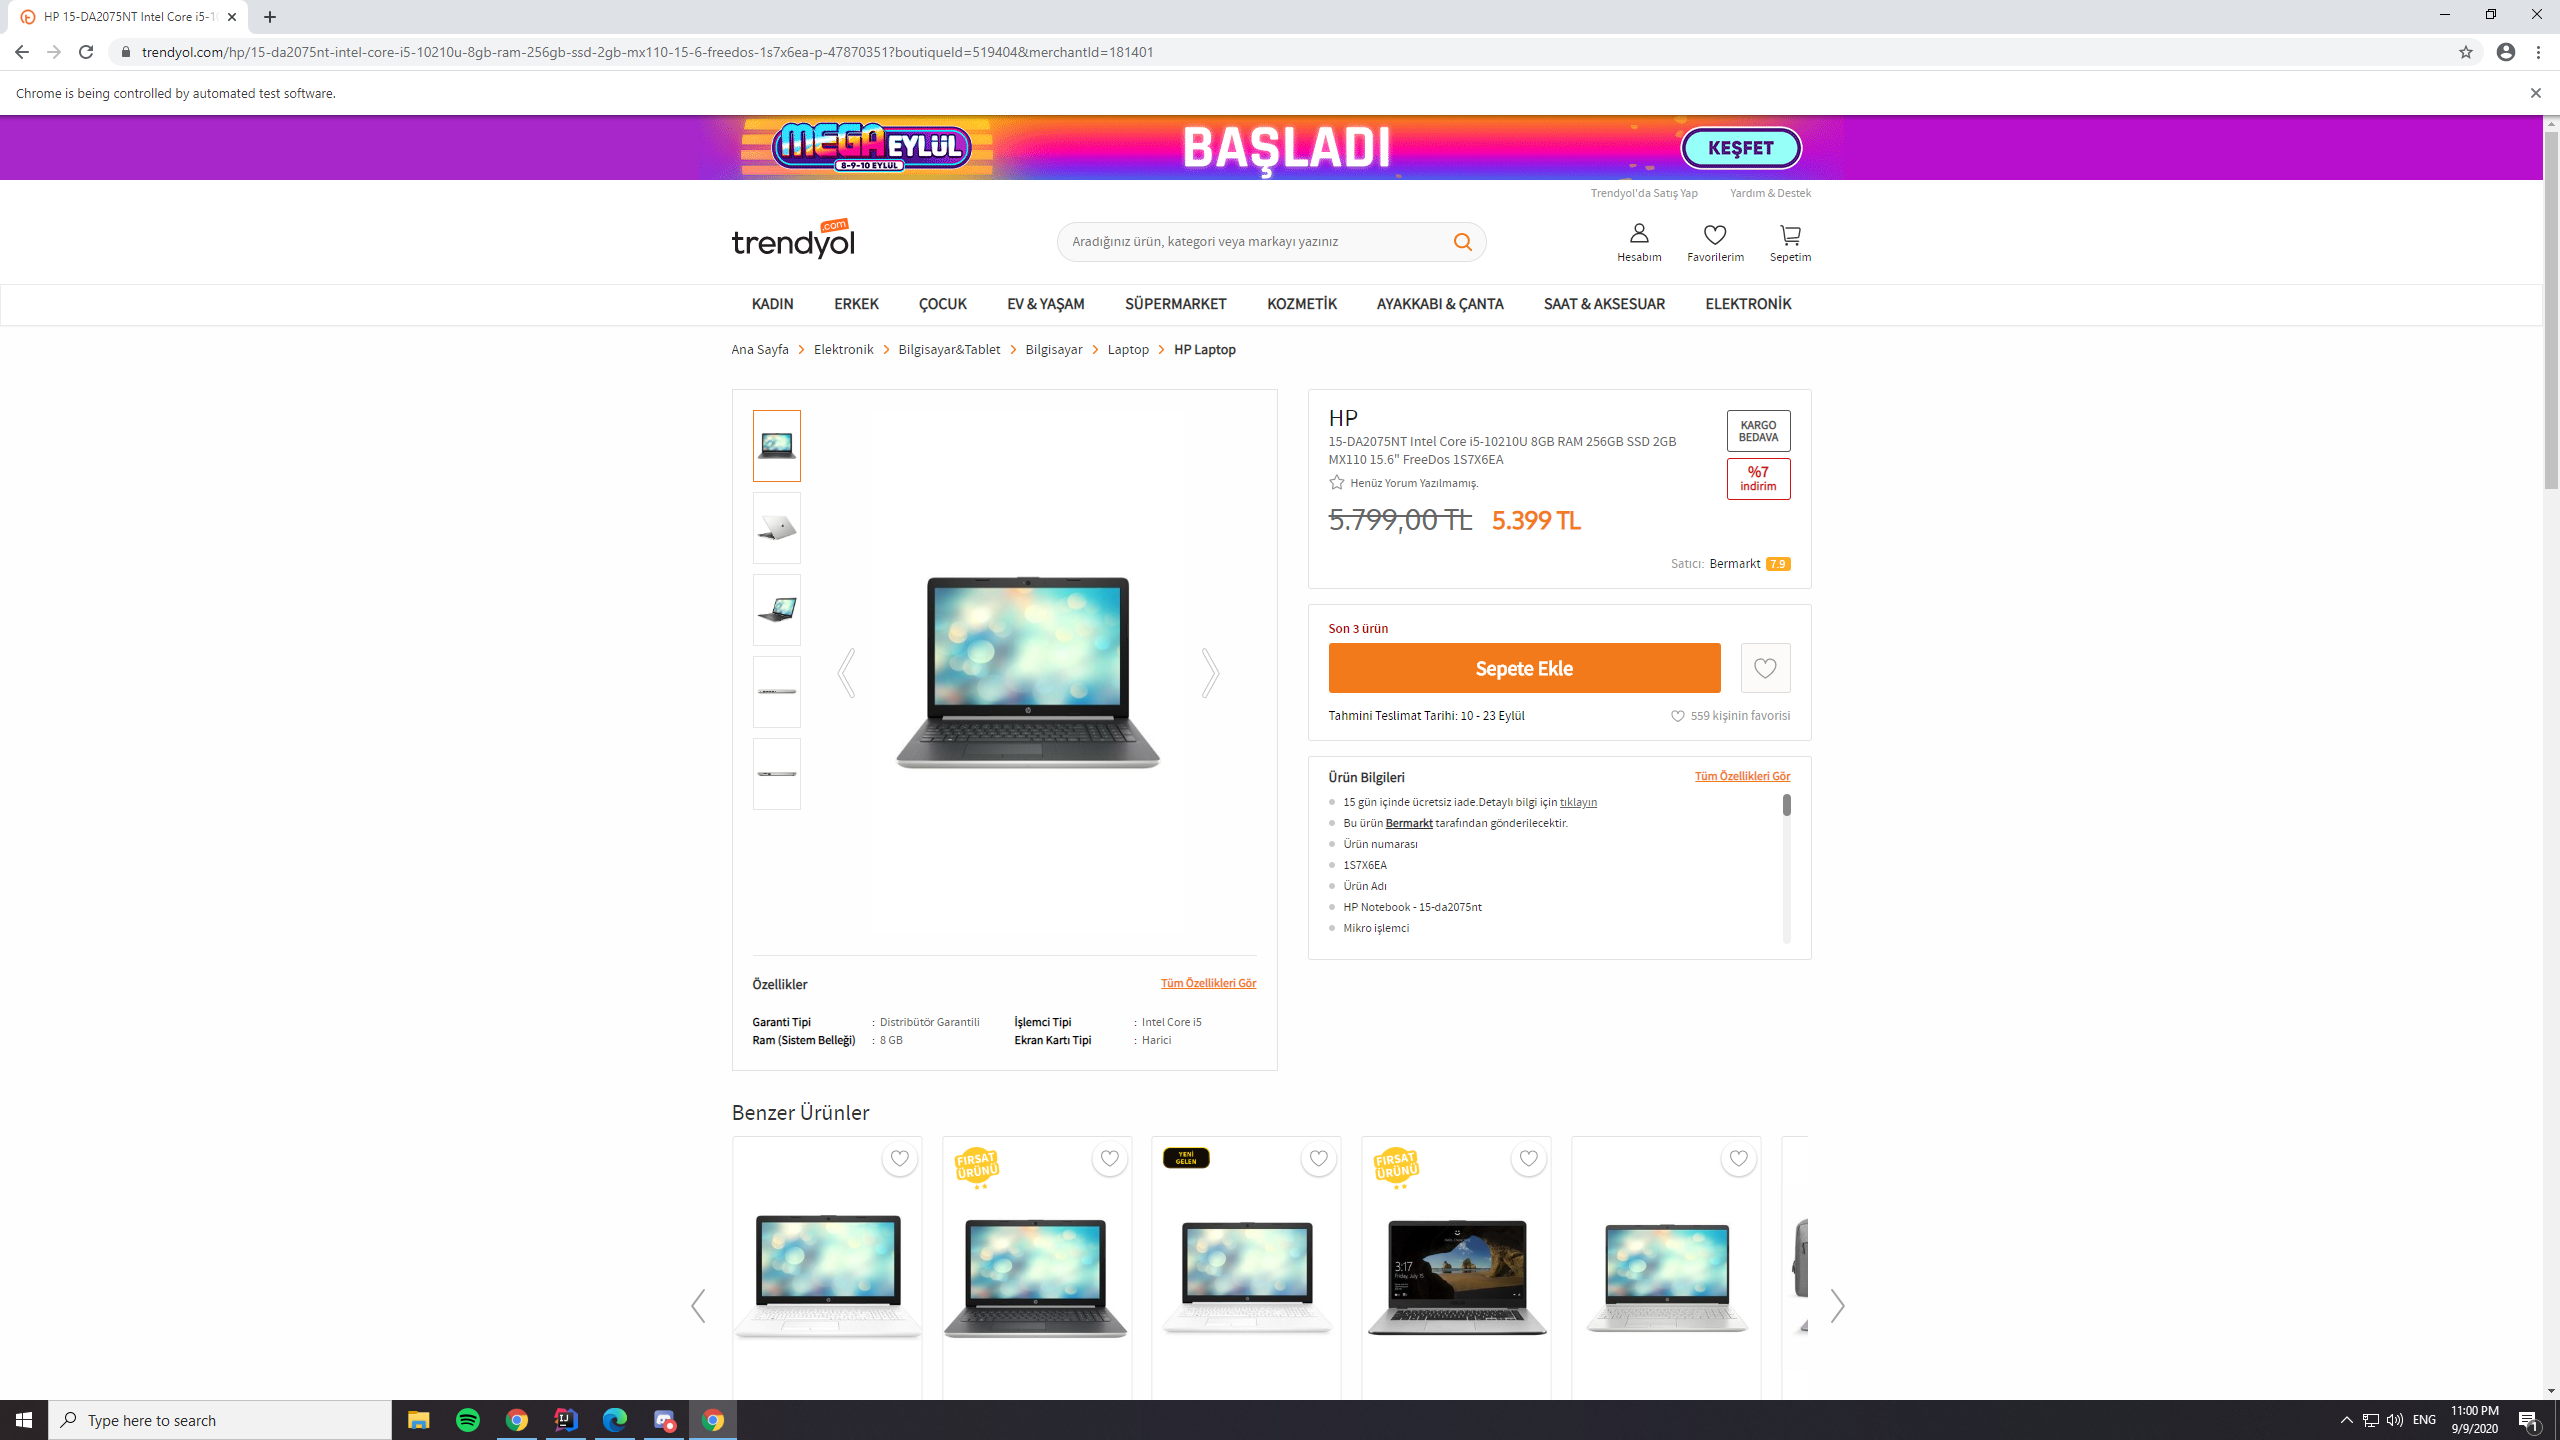 HP 15-DA2075NT Intel Core i5-10
trendyol.com/hp/15-da2075nt-intel-core-i5-10210u-8gb-ram-256gb-ssd-2gb-mx110-15-6-freedos-1s7x6ea-p-47870351?boutiqueId=519404&merchantId=181401
Chrome is being controlled by automated test software.
MEGA EYLÜL
8-9-10 EYLÜL
BAŞLADI
KEŞFET
Trendyol'da Satış Yap Yardım & Destek
trendyol.com
Aradığınız ürün, kategori veya markayı yazınız
Hesabım Favorilerim Sepetim
KADIN ERKEK ÇOCUK EV & YAŞAM SÜPERMARKET KOZMETİK AYAKKABI & ÇANTA SAAT & AKSESUAR ELEKTRONİK
Ana Sayfa Elektronik Bilgisayar&Tablet Bilgisayar Laptop HP Laptop
HP
15-DA2075NT Intel Core i5-10210U 8GB RAM 256GB SSD 2GB
MX110 15.6" FreeDos 1S7X6EA
Henüz Yorum Yazılmamış.
KARGO
BEDAVA
%7
indirim
5.799,00 TL 5.399 TL
Satıcı: Bermarkt 7.9
Son 3 ürün
Sepete Ekle
Tahmini Teslimat Tarihi: 10 - 23 Eylül 559 kişinin favorisi
Ürün Bilgileri Tüm Özellikleri Gör
15 gün içinde ücretsiz iade.Detaylı bilgi için tıklayın
Bu ürün Bermarkt tarafından gönderilecektir.
Ürün numarası
1S7X6EA
Ürün Adı
HP Notebook - 15-da2075nt
Mikro işlemci
Özellikler Tüm Özellikleri Gör
Garanti Tipi : Distribütör Garantili İşlemci Tipi : Intel Core i5
Ram (Sistem Belleği) : 8 GB Ekran Kartı Tipi : Harici
Benzer Ürünler
FIRSAT
ÜRÜNÜ
YENİ
GELEN
FIRSAT
ÜRÜNÜ
3:17
Friday, July 15
Type here to search
ENG
11:00 PM
9/9/2020
1